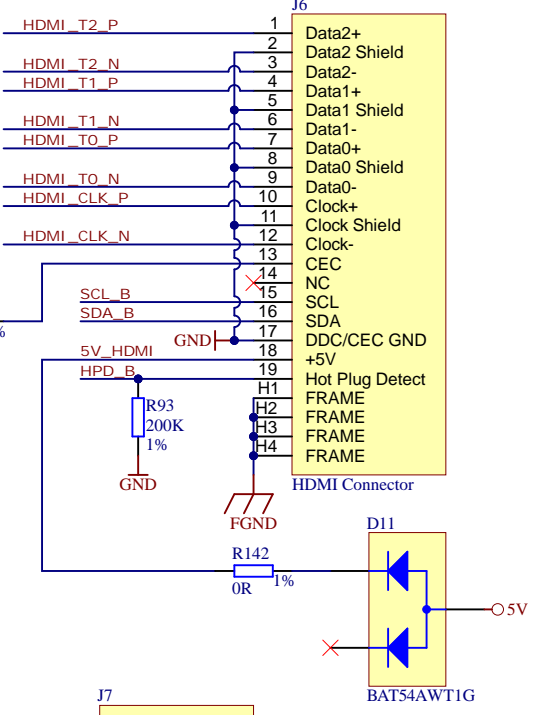 J6
HDMI_T2_P 1 Data2+
2 Data2 Shield
HDMI_T2_N 3 Data2-
HDMI_T1_P 4 Data1+
5 Data1 Shield
HDMI_T1_N 6 Data1-
HDMI_T0_P 7 Data0+
8 Data0 Shield
HDMI_T0_N 9 Data0-
HDMI_CLK_P 10 Clock+
11 Clock Shield
HDMI_CLK_N 12 Clock-
13 CEC
14 NC
SCL_B 15 SCL
SDA_B 16 SDA
%
GND 17 DDC/CEC GND
5V_HDMI 18 +5V
HPD_B 19 Hot Plug Detect
H1 FRAME
H2 FRAME
H3 FRAME
H4 FRAME
R93
200K
1%
GND
HDMI Connector
FGND
D11
R142
0R 1%
5V
BAT54AWT1G
J7